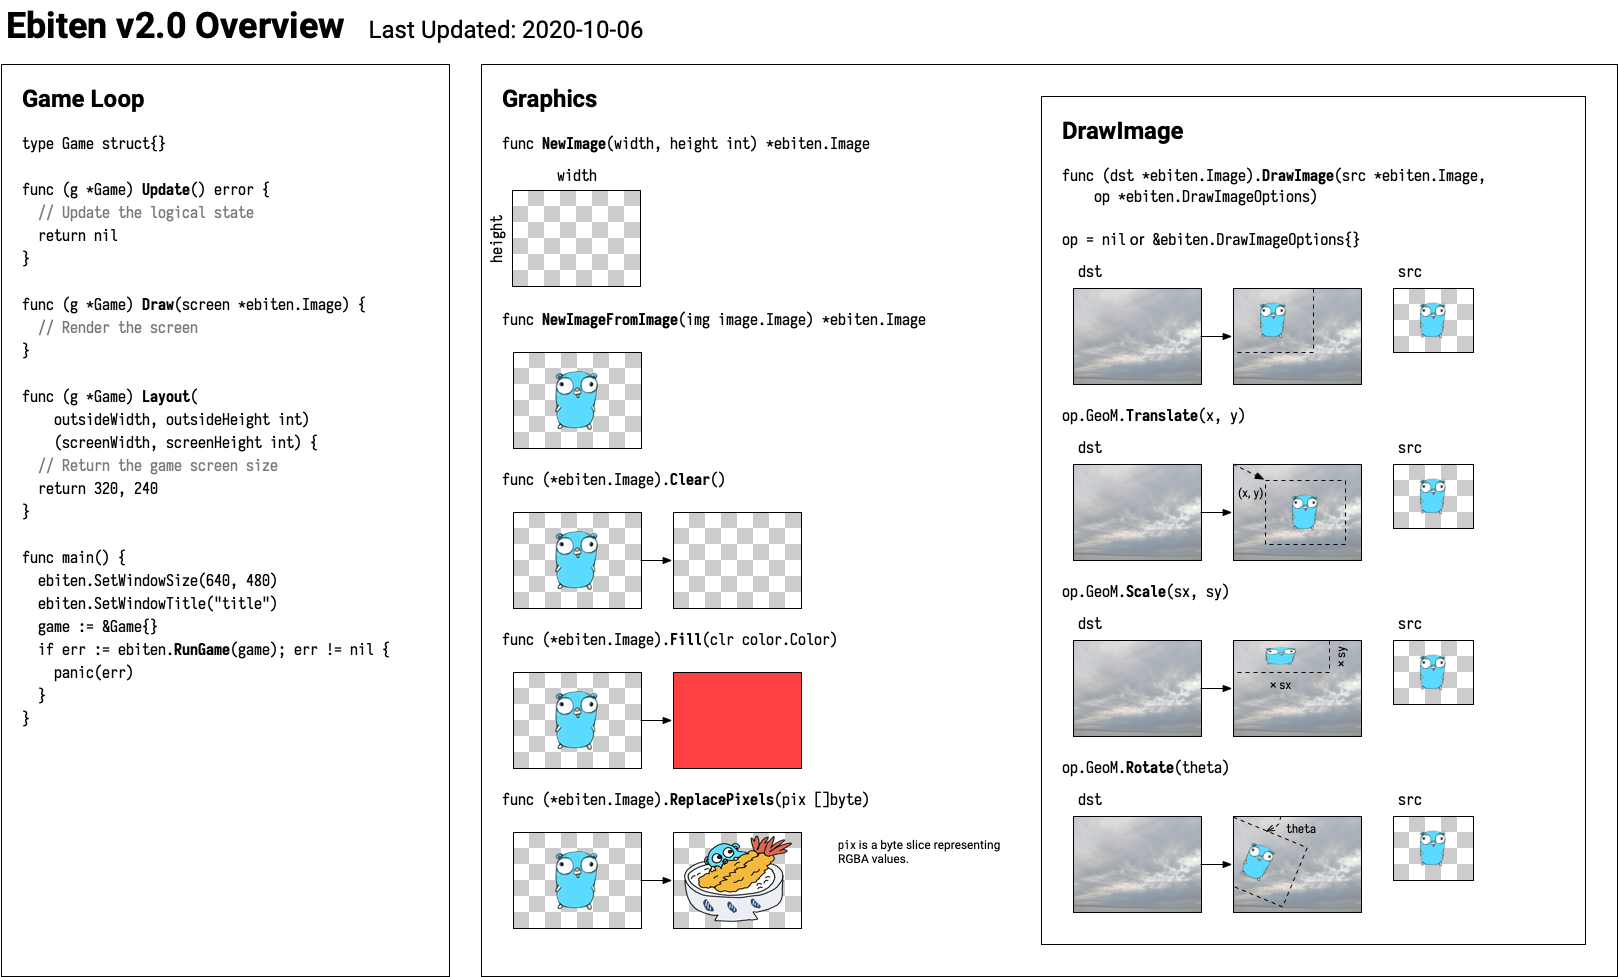 Ebiten v2.0 Overview Last Updated: 2020-10-06
Game Loop
type Game struct{}
func (g *Game) Update() error {
// Update the logical state
return nil
}
func (g *Game) Draw(screen *ebiten.Image) {
// Render the screen
}
func (g *Game) Layout(
outsideWidth, outsideHeight int)
(screenWidth, screenHeight int) {
// Return the game screen size
return 320, 240
}
func main() {
ebiten.SetWindowSize(640, 480)
ebiten.SetWindowTitle("title")
game := &Game{}
if err := ebiten.RunGame(game); err != nil {
panic(err)
}
}
Graphics
func NewImage(width, height int) *ebiten.Image
width
height
func NewImageFromImage(img image.Image) *ebiten.Image
func (*ebiten.Image).Clear()
func (*ebiten.Image).Fill(clr color.Color)
func (*ebiten.Image).ReplacePixels(pix []byte)
pix is a byte slice representing
RGBA values.
DrawImage
func (dst *ebiten.Image).DrawImage(src *ebiten.Image,
op *ebiten.DrawImageOptions)
op = nil or &ebiten.DrawImageOptions{}
dst src
op.GeoM.Translate(x, y)
dst src
(x, y)
op.GeoM.Scale(sx, sy)
dst src
× sy
× sx
op.GeoM.Rotate(theta)
dst src
theta